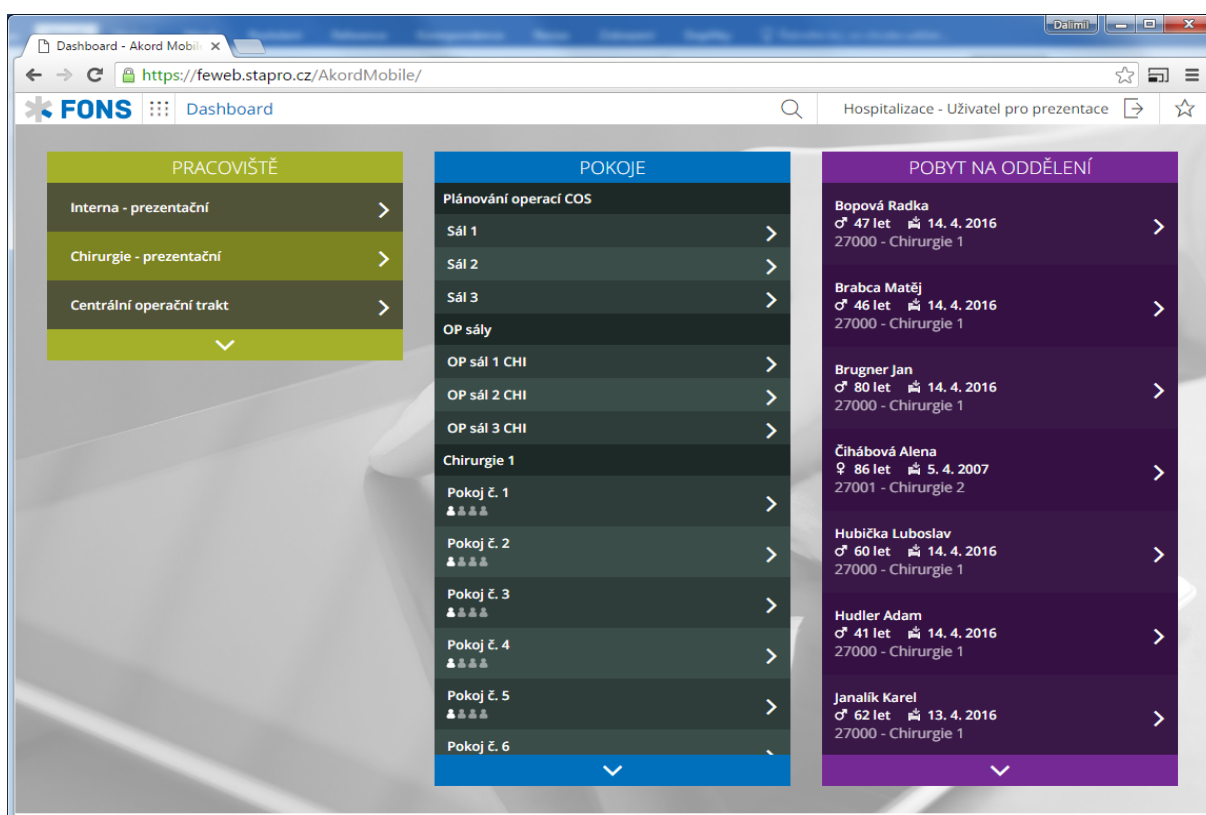 Dalimil
Dashboard - Akord Mobil
https://feweb.stapro.cz/AkordMobile/
FONS Dashboard Hospitalizace - Uživatel pro prezentace
PRACOVIŠTĚ
Interna - prezentační
Chirurgie - prezentační
Centrální operační trakt
POKOJE
Plánování operací COS
Sál 1
Sál 2
Sál 3
OP sály
OP sál 1 CHI
OP sál 2 CHI
OP sál 3 CHI
Chirurgie 1
Pokoj č. 1
Pokoj č. 2
Pokoj č. 3
Pokoj č. 4
Pokoj č. 5
Pokoj č. 6
POBYT NA ODDĚLENÍ
Bopová Radka
♂ 47 let 14. 4. 2016
27000 - Chirurgie 1
Brabca Matěj
♂ 46 let 14. 4. 2016
27000 - Chirurgie 1
Brugner Jan
♂ 80 let 14. 4. 2016
27000 - Chirurgie 1
Čihábová Alena
♀ 86 let 5. 4. 2007
27001 - Chirurgie 2
Hubička Luboslav
♂ 60 let 14. 4. 2016
27000 - Chirurgie 1
Hudler Adam
♂ 41 let 14. 4. 2016
27000 - Chirurgie 1
Janalík Karel
♂ 62 let 13. 4. 2016
27000 - Chirurgie 1